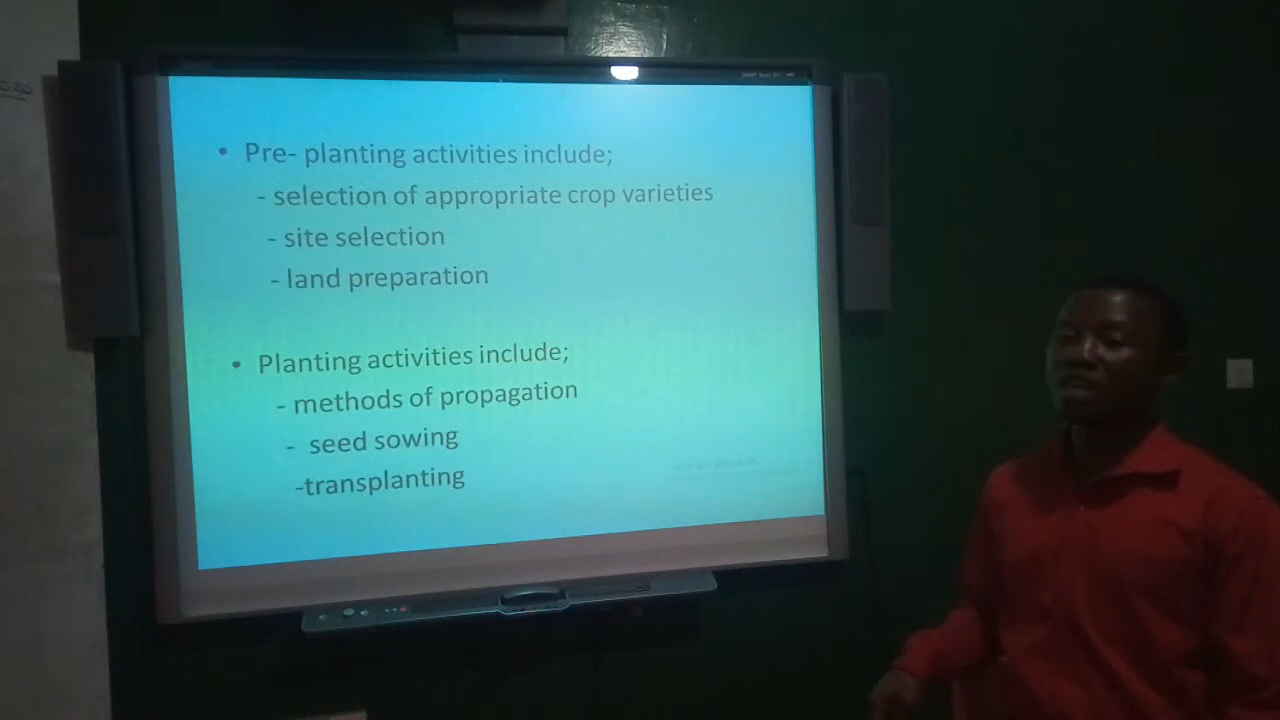 • Pre- planting activities include;
- selection of appropriate crop varieties
- site selection
- land preparation
• Planting activities include;
- methods of propagation
- seed sowing
-transplanting